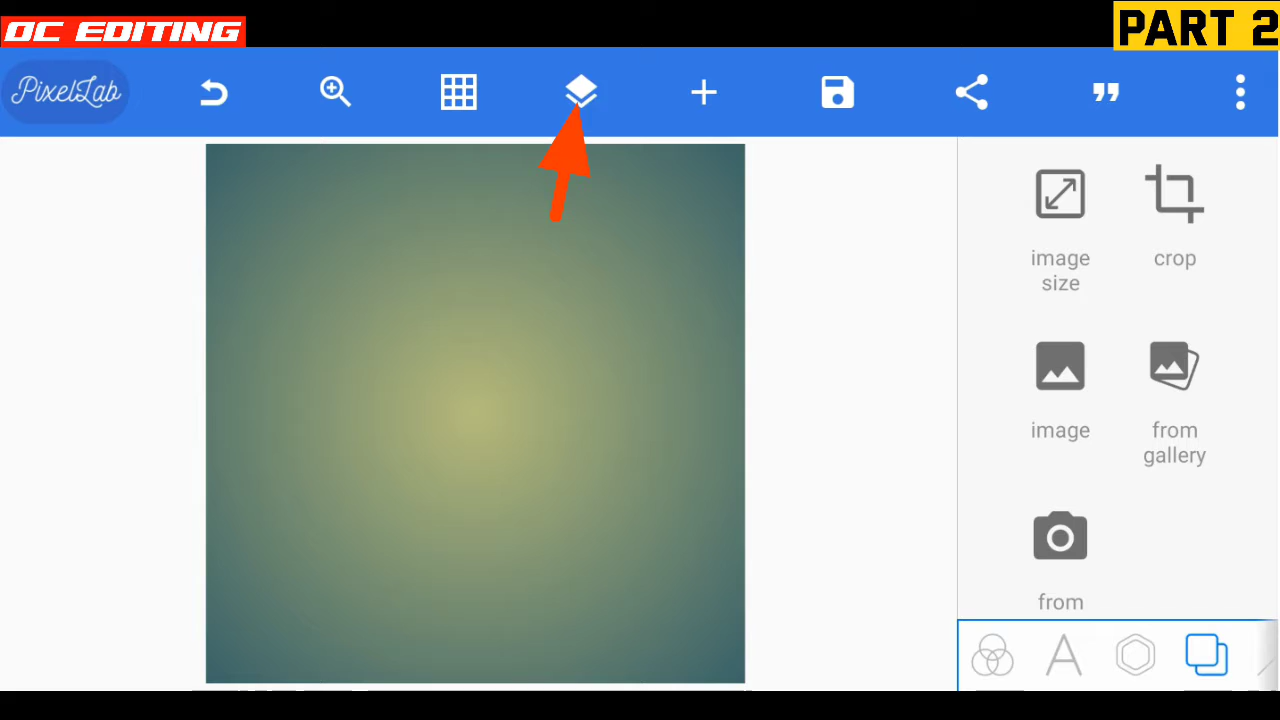 OC EDITING
PART 2
PixelLab
image
size
crop
image
from
gallery
from